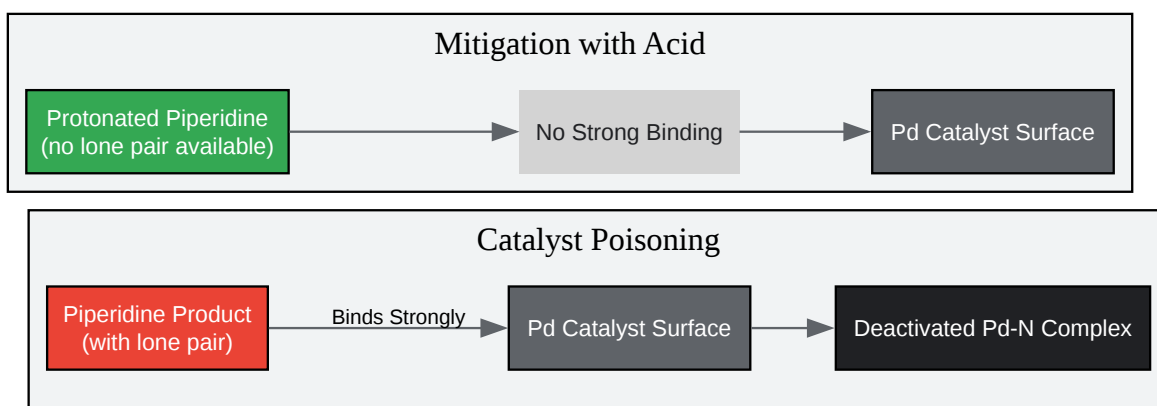 Mitigation with Acid
Protonated Piperidine
(no lone pair available)
No Strong Binding
Pd Catalyst Surface
Catalyst Poisoning
Piperidine Product
(with lone pair)
Binds Strongly
Pd Catalyst Surface
Deactivated Pd-N Complex